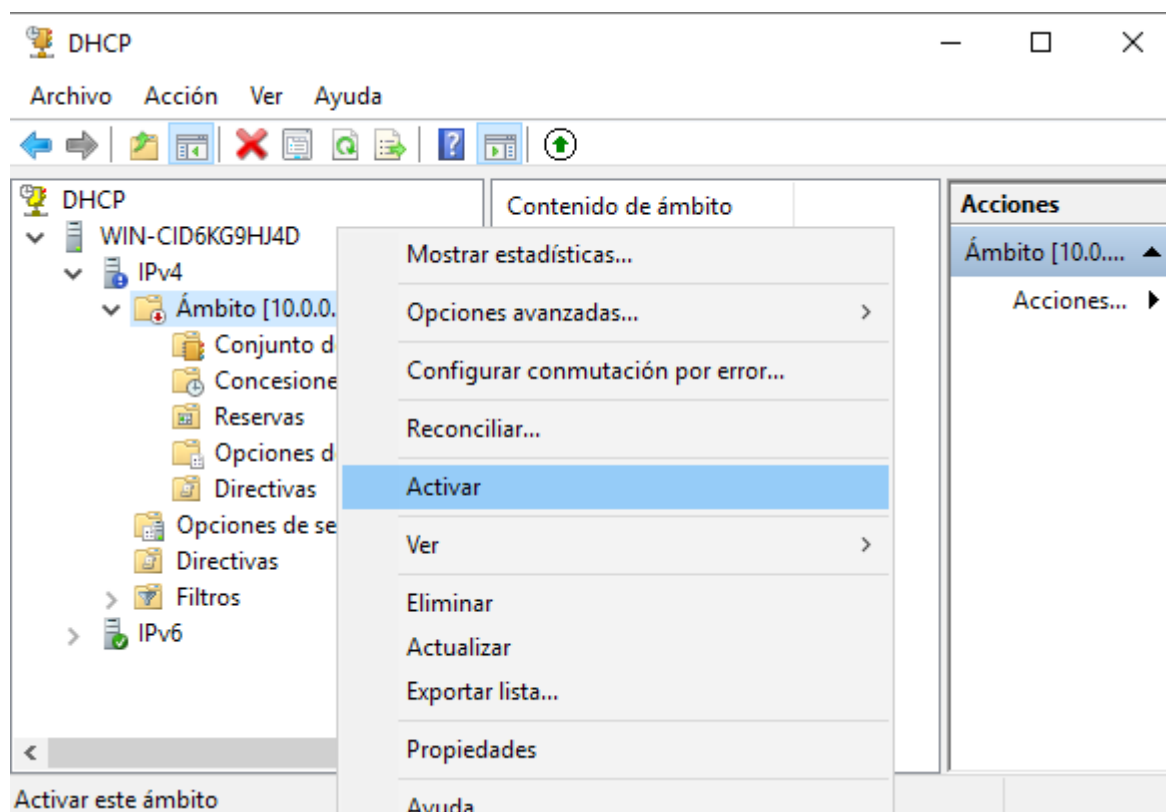 DHCP
Archivo Acción Ver Ayuda
DHCP
WIN-CID6KG9HJ4D
IPv4
Ámbito [10.0.0.
Conjunto d
Concesione
Reservas
Opciones d
Directivas
Opciones de se
Directivas
Filtros
IPv6
Contenido de ámbito
Mostrar estadísticas...
Opciones avanzadas...
Configurar conmutación por error...
Reconciliar...
Activar
Ver
Eliminar
Actualizar
Exportar lista...
Propiedades
Ayuda
Acciones
Ámbito [10.0....
Acciones...
Activar este ámbito